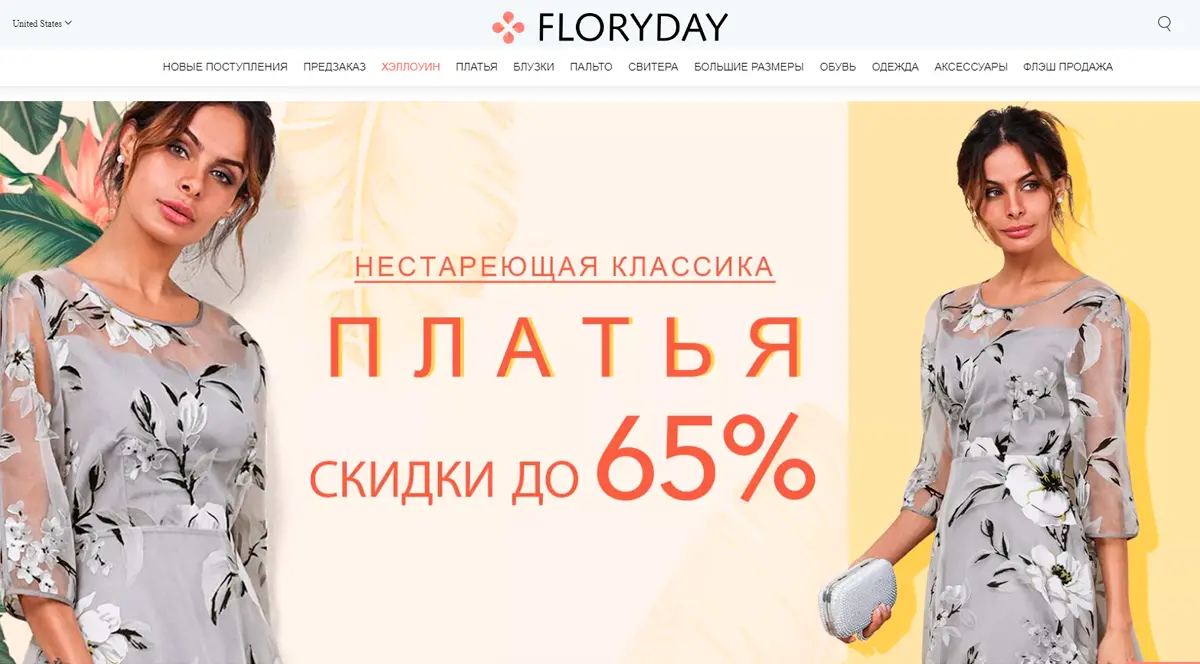 United States
FLORYDAY
НОВЫЕ ПОСТУПЛЕНИЯ ПРЕДЗАКАЗ ХЭЛЛОУИН ПЛАТЬЯ БЛУЗКИ ПАЛЬТО СВИТЕРА БОЛЬШИЕ РАЗМЕРЫ ОБУВЬ ОДЕЖДА АКСЕССУАРЫ ФЛЭШ ПРОДАЖА
НЕСТАРЕЮЩАЯ КЛАССИКА
ПЛАТЬЯ
СКИДКИ ДО 65%